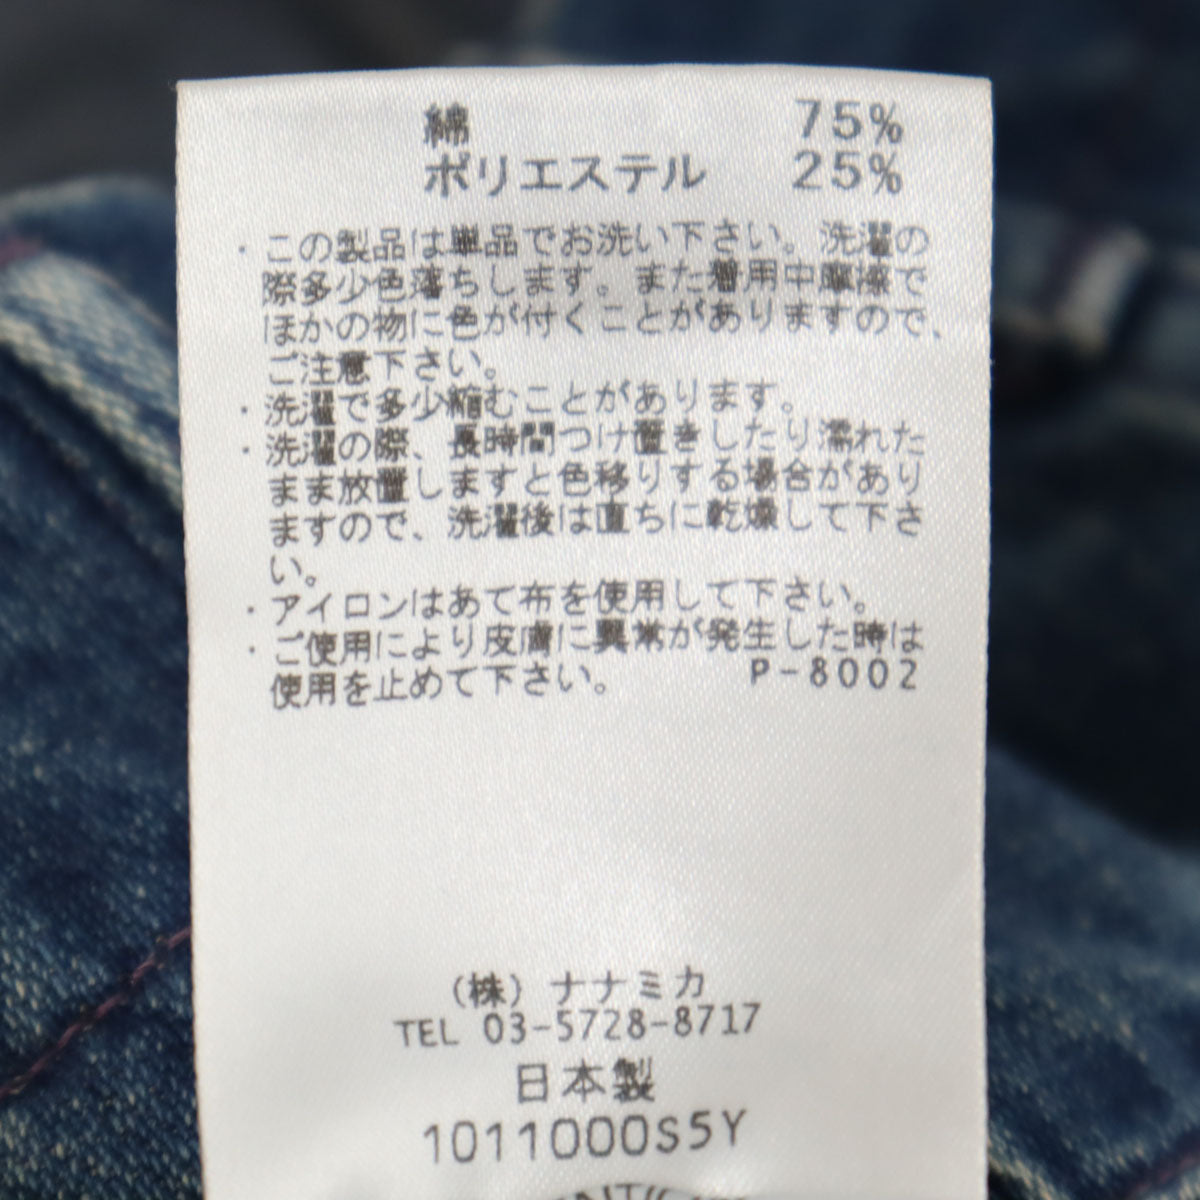 綿 75%
ポリエステル 25%
・この製品は単品でお洗い下さい。洗濯の
際多少色落ちします。また着用中摩擦で
ほかの物に色が付くことがありますので、
ご注意下さい。
・洗濯で多少縮むことがあります。
・洗濯の際、長時間つけ置きしたり濡れた
まま放置しますと色移りする場合があり
ますので、洗濯後は直ちに乾燥して下さ
い。
・アイロンはあて布を使用して下さい。
・ご使用により皮膚に異常が発生した時は
使用を止めて下さい。 P-8002
(株)ナナミカ
TEL 03-5728-8717
日本製
1011000S5Y